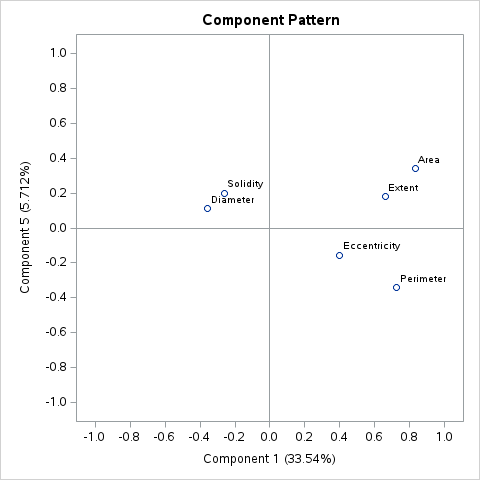 Component Pattern
1.0
0.8
0.6
0.4
0.2
0.0
-0.2
-0.4
-0.6
-0.8
-1.0
Component 5 (5.712%)
Area
Solidity
Extent
Diameter
Eccentricity
Perimeter
-1.0 -0.8 -0.6 -0.4 -0.2 0.0 0.2 0.4 0.6 0.8 1.0
Component 1 (33.54%)